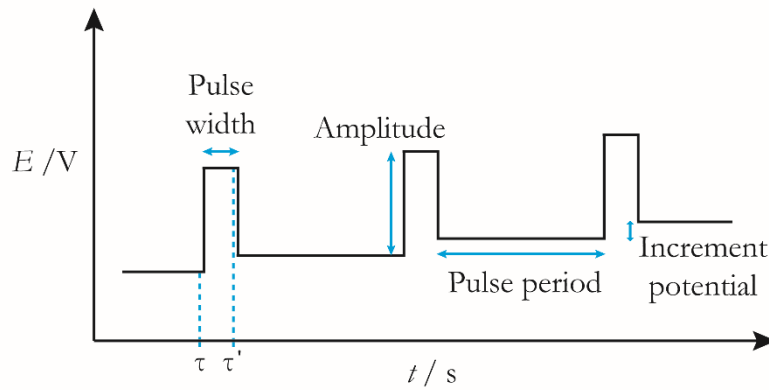 Pulse
width
Amplitude
E /V
Pulse period
Increment
potential
τ τ'
t / s